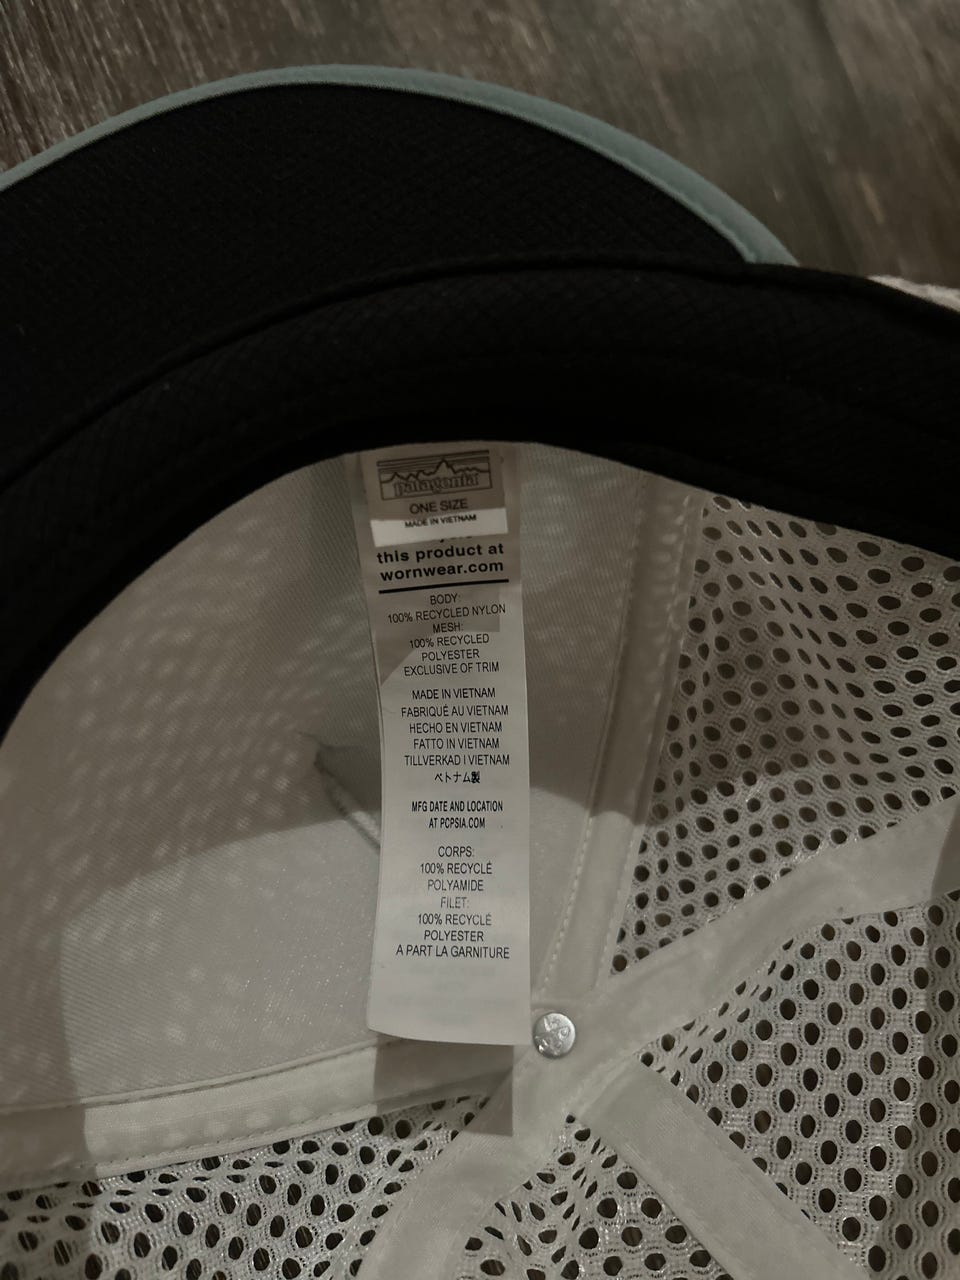 patagonia
ONE SIZE
MADE IN VIETNAM
this product at
wornwear.com
BODY:
100% RECYCLED NYLON
MESH:
100% RECYCLED
POLYESTER
EXCLUSIVE OF TRIM
MADE IN VIETNAM
FABRIQUÉ AU VIETNAM
HECHO EN VIETNAM
FATTO IN VIETNAM
TILLVERKAD I VIETNAM
ベトナム製
MFG DATE AND LOCATION
AT PCPSIA.COM
CORPS:
100% RECYCLÉ
POLYAMIDE
FILET:
100% RECYCLÉ
POLYESTER
A PART LA GARNITURE